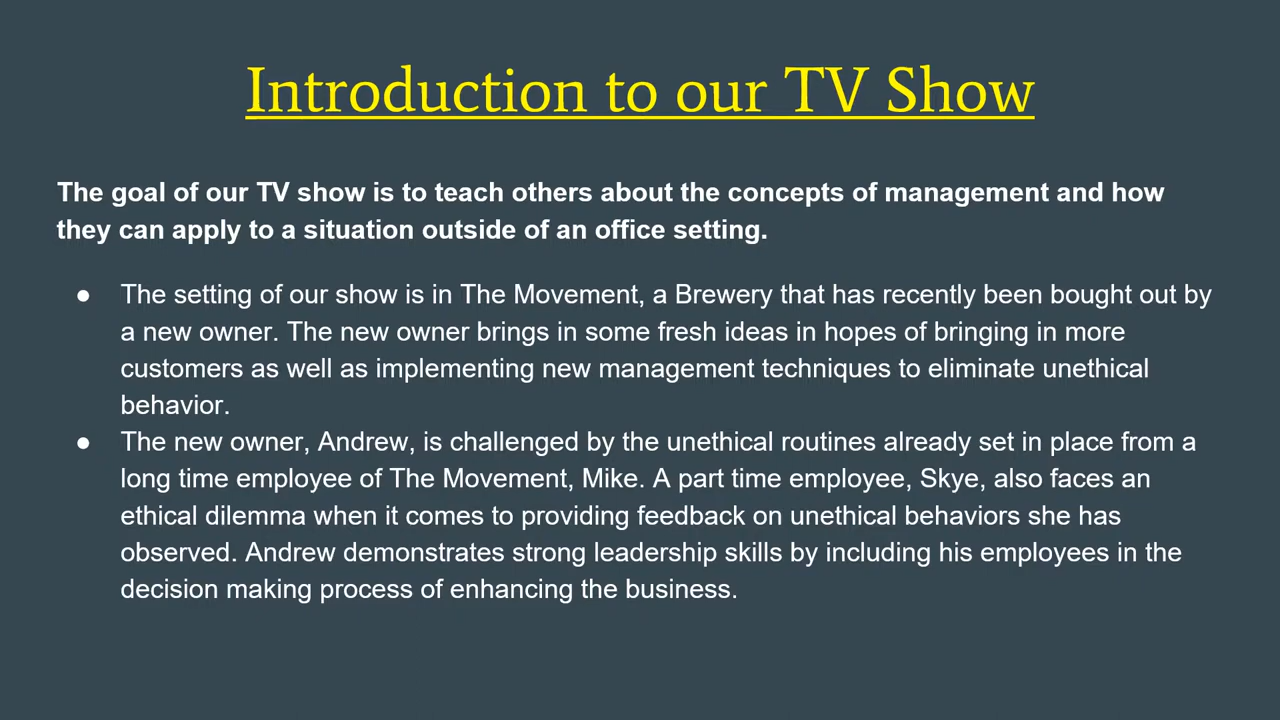 Introduction to our TV Show
The goal of our TV show is to teach others about the concepts of management and how
they can apply to a situation outside of an office setting.
● The setting of our show is in The Movement, a Brewery that has recently been bought out by
a new owner. The new owner brings in some fresh ideas in hopes of bringing in more
customers as well as implementing new management techniques to eliminate unethical
behavior.
● The new owner, Andrew, is challenged by the unethical routines already set in place from a
long time employee of The Movement, Mike. A part time employee, Skye, also faces an
ethical dilemma when it comes to providing feedback on unethical behaviors she has
observed. Andrew demonstrates strong leadership skills by including his employees in the
decision making process of enhancing the business.